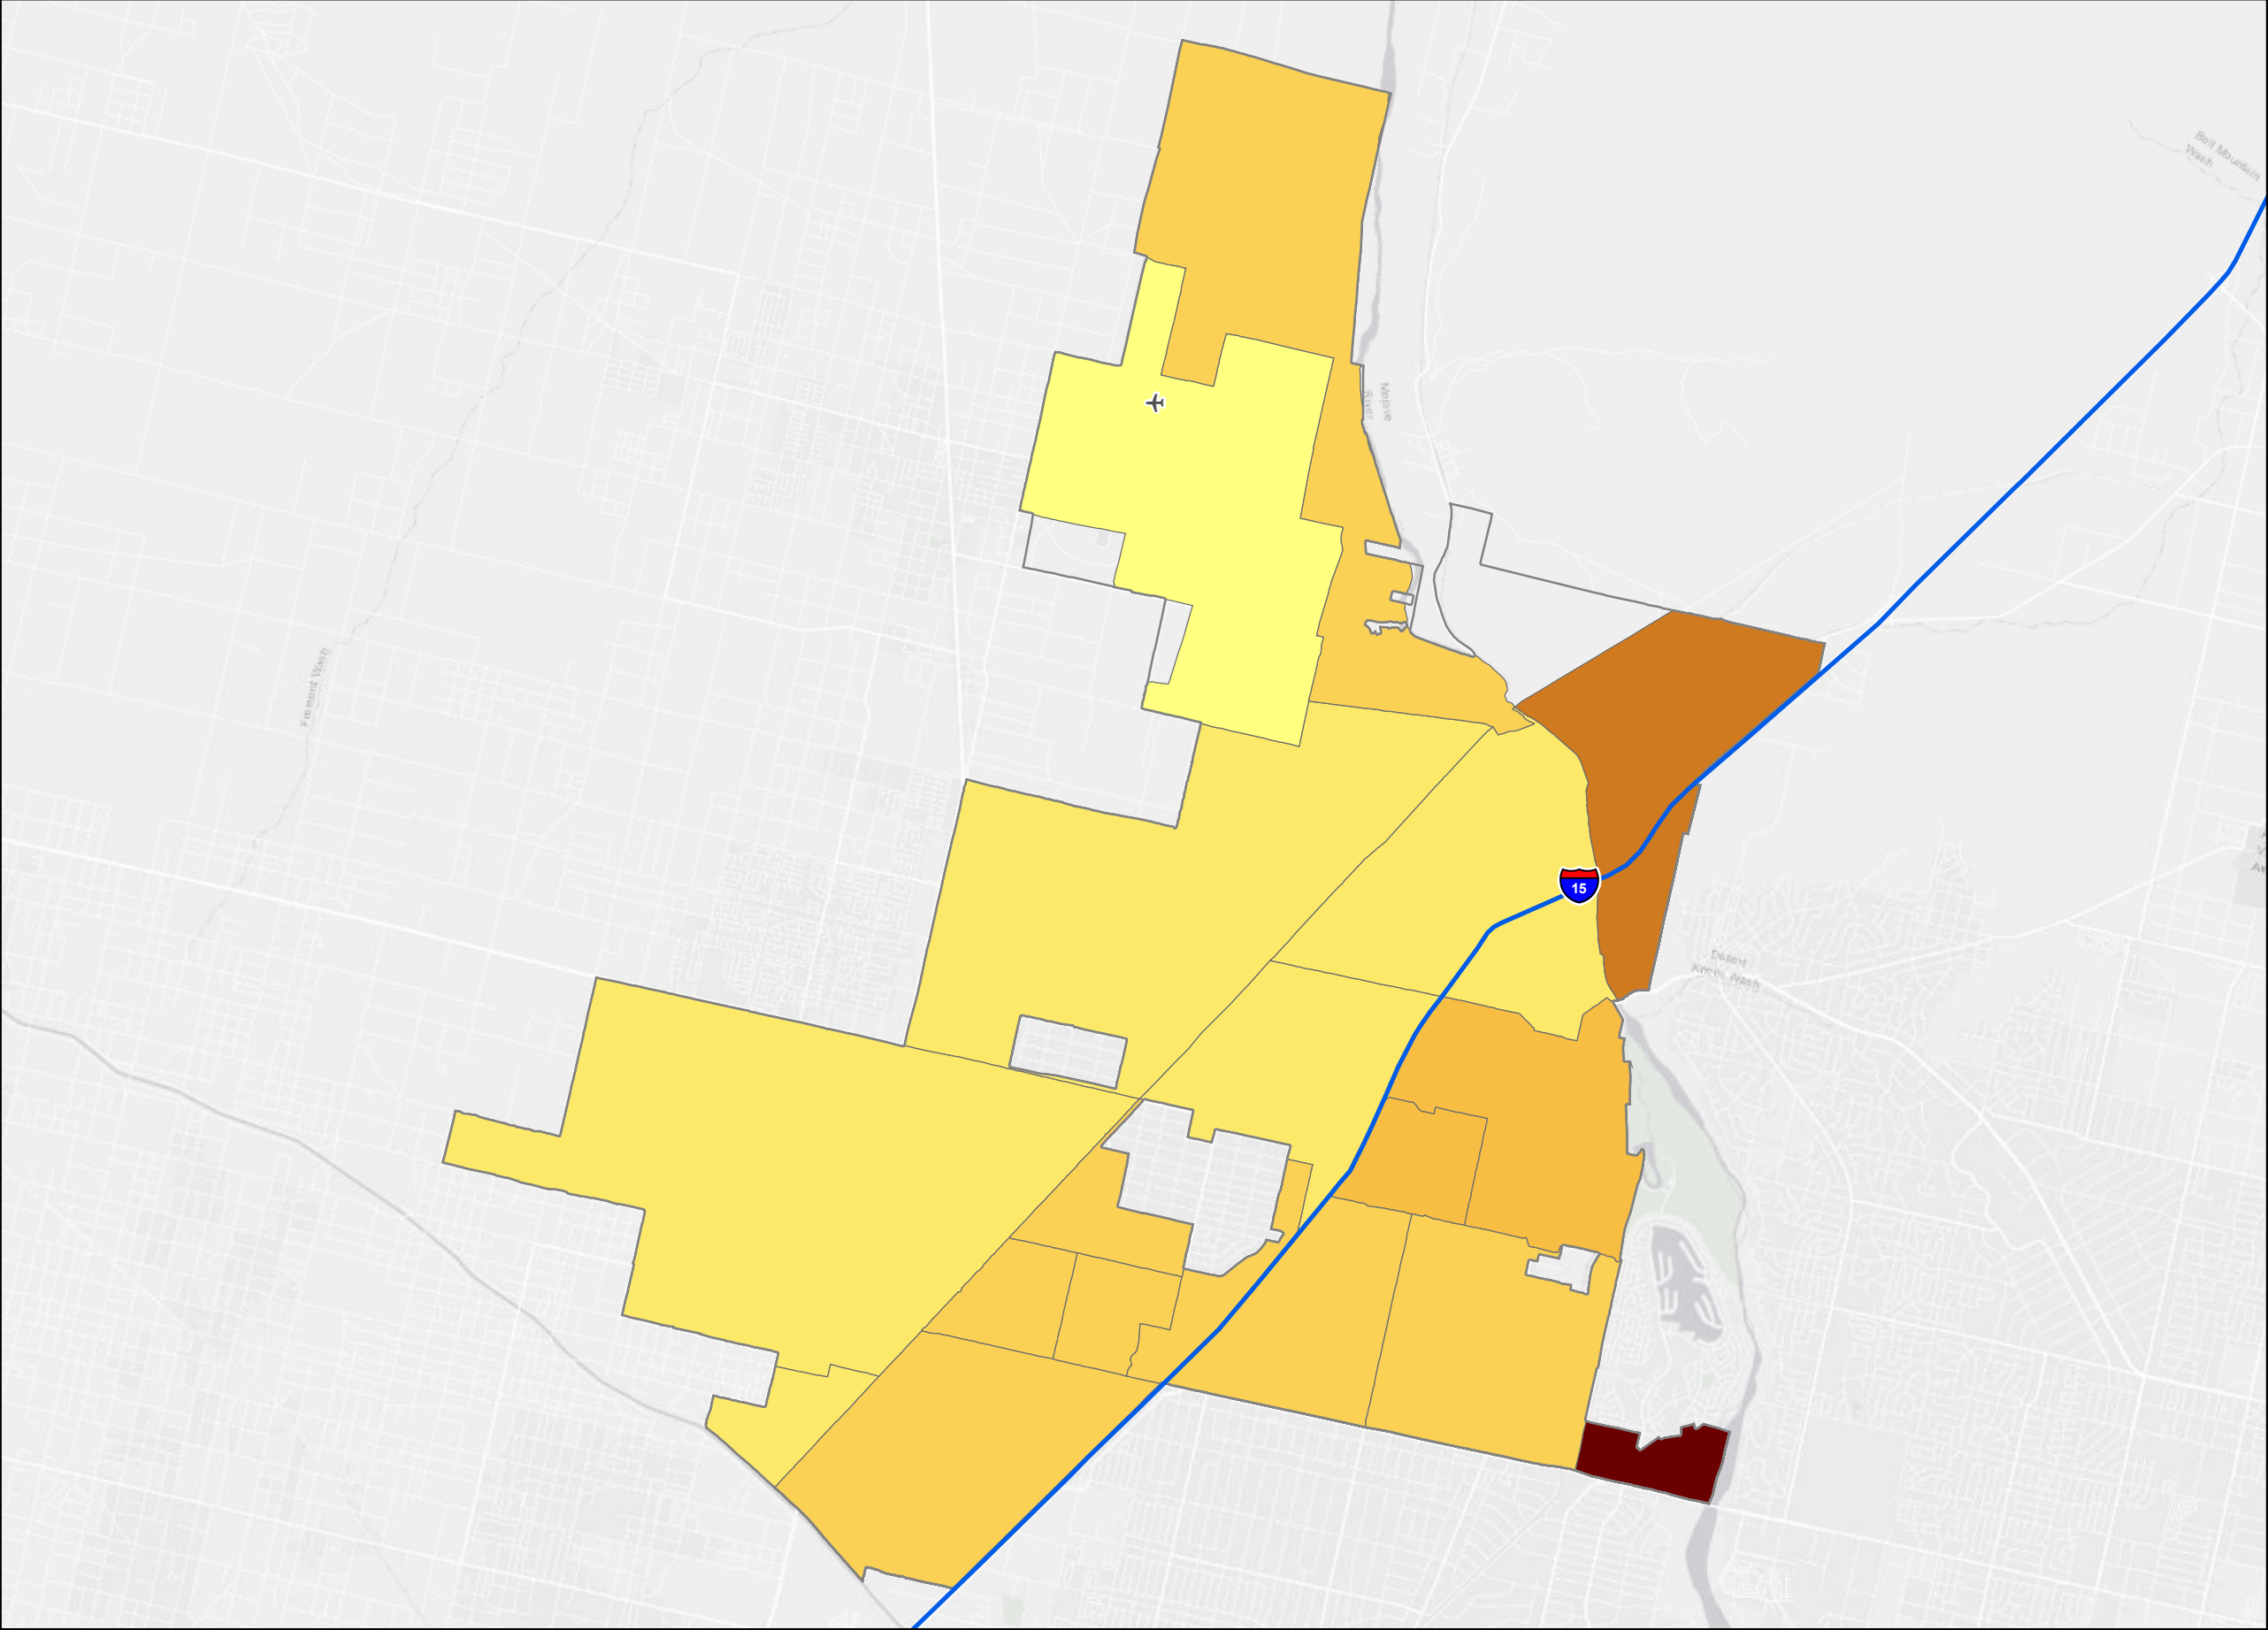 Bell Mountain
Wash
Mojave
River
Fremont Wash
15
Desert
Knolls Wash